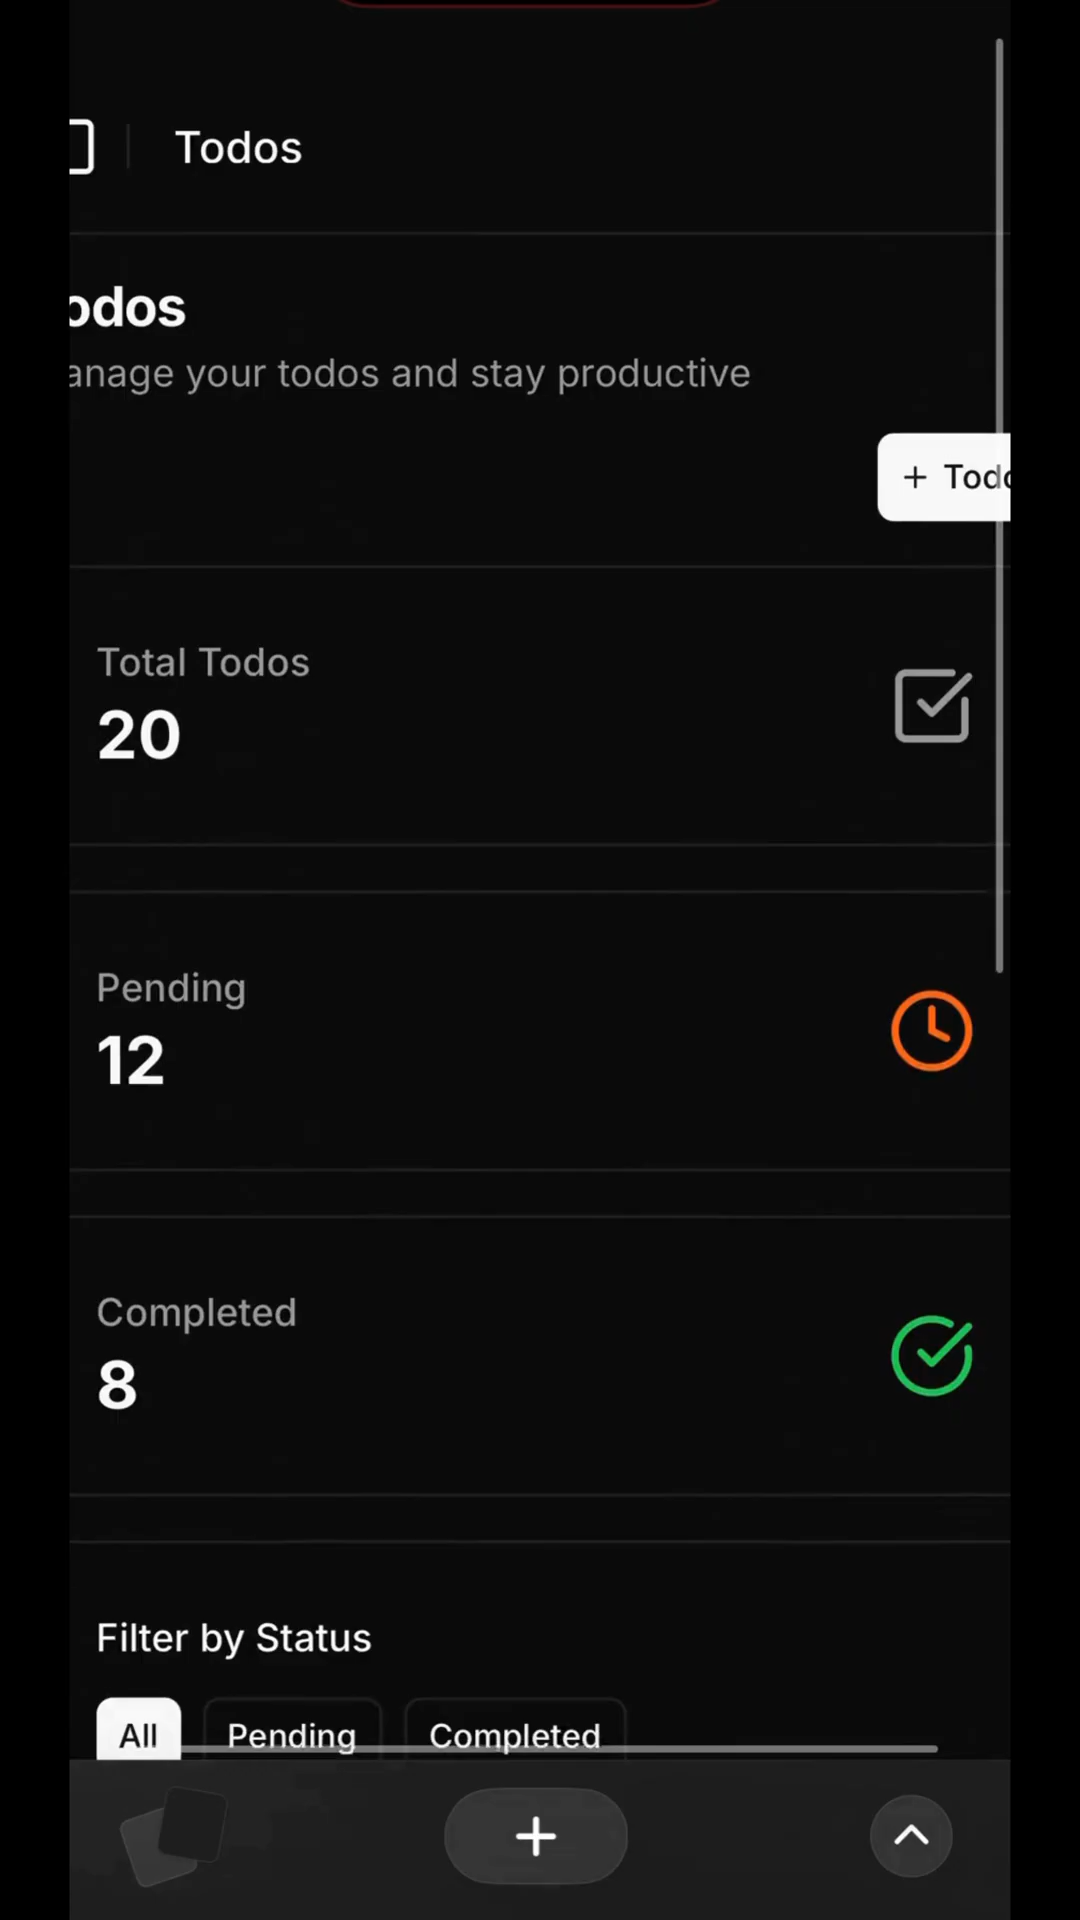 Todos
odos
anage your todos and stay productive
+ Todo
Total Todos
20
Pending
12
Completed
8
Filter by Status
All
Pending
Completed